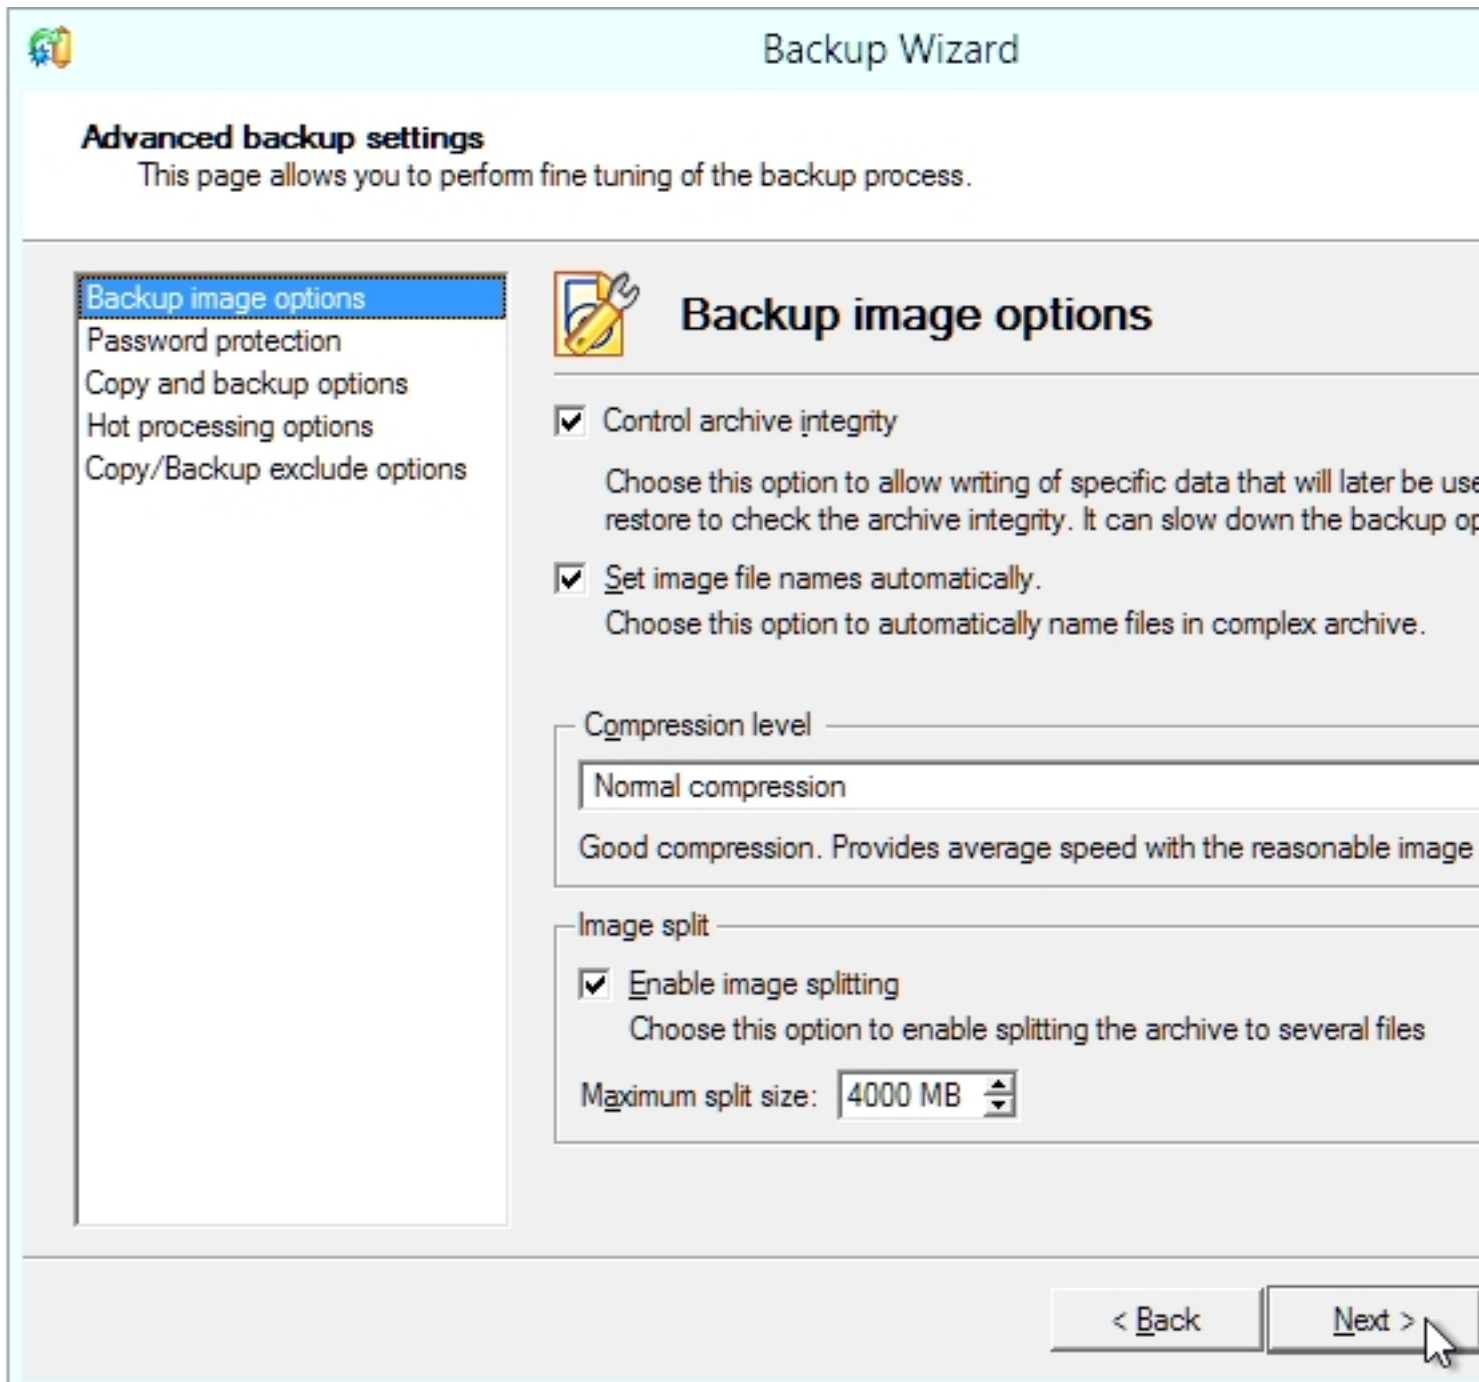 Backup Wizard
Advanced backup settings
This page allows you to perform fine tuning of the backup process.
Backup image options
Password protection
Copy and backup options
Hot processing options
Copy/Backup exclude options
Backup image options
Control archive integrity
Choose this option to allow writing of specific data that will later be use
restore to check the archive integrity. It can slow down the backup op
Set image file names automatically.
Choose this option to automatically name files in complex archive.
Compression level
Normal compression
Good compression. Provides average speed with the reasonable image
Image split
Enable image splitting
Choose this option to enable splitting the archive to several files
Maximum split size: 4000 MB
< Back Next >